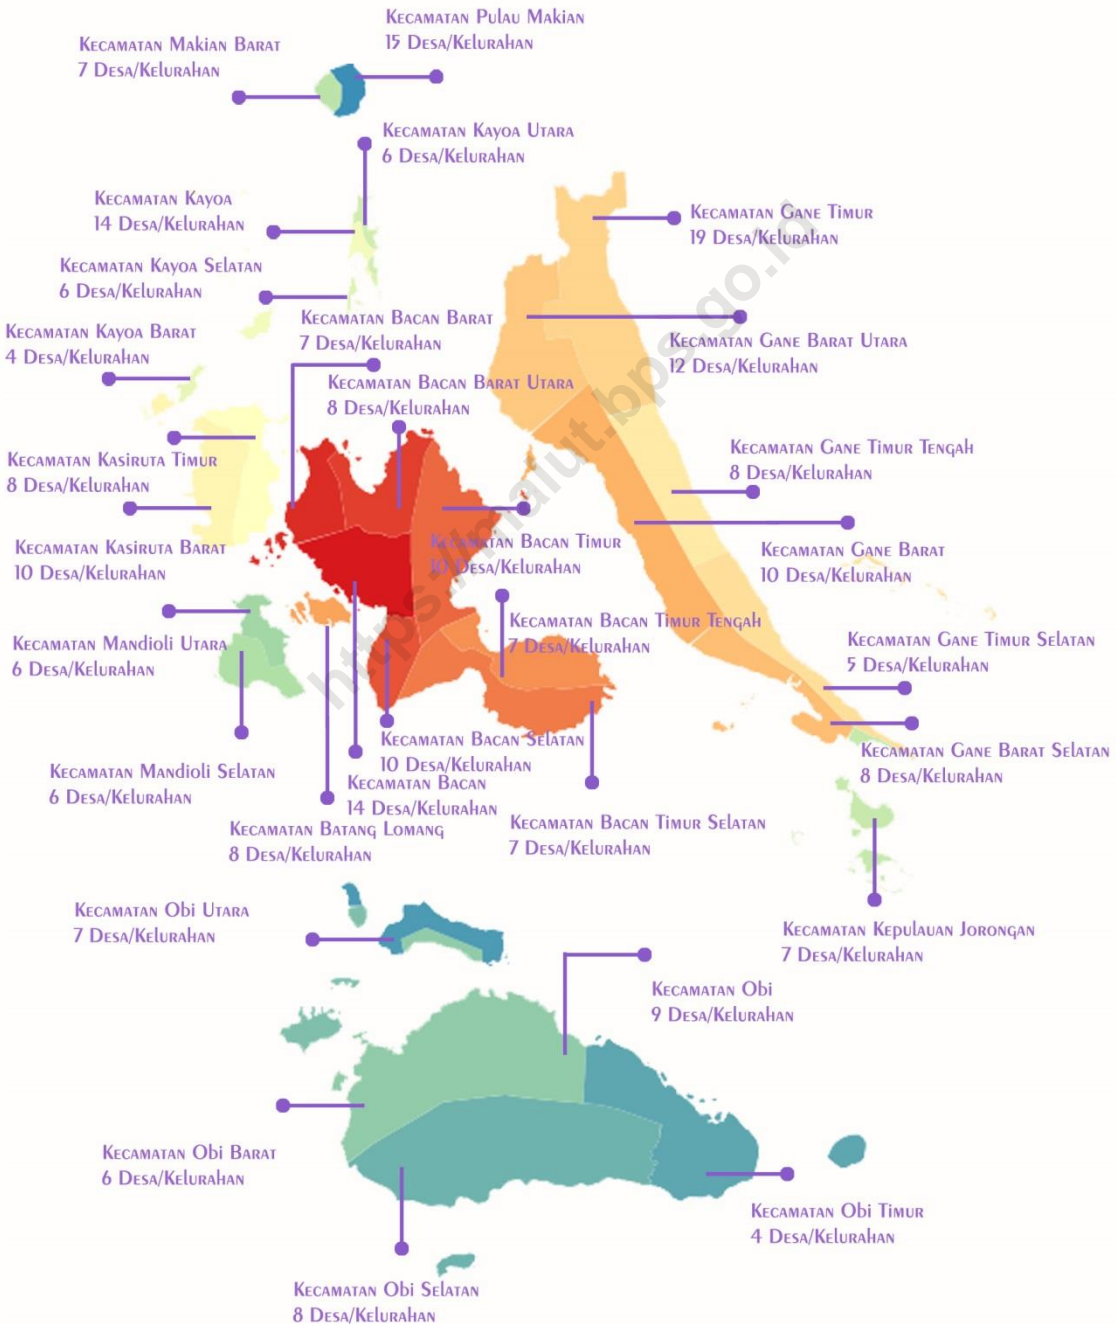 Kecamatan Pulau Makian
15 Desa/Kelurahan
Kecamatan Makian Barat
7 Desa/Kelurahan
Kecamatan Kayoa Utara
6 Desa/Kelurahan
Kecamatan Kayoa
14 Desa/Kelurahan
Kecamatan Gane Timur
19 Desa/Kelurahan
Kecamatan Kayoa Selatan
6 Desa/Kelurahan
Kecamatan Bacan Barat
7 Desa/Kelurahan
Kecamatan Kayoa Barat
4 Desa/Kelurahan
Kecamatan Gane Barat Utara
12 Desa/Kelurahan
Kecamatan Bacan Barat Utara
8 Desa/Kelurahan
Kecamatan Gane Timur Tengah
8 Desa/Kelurahan
Kecamatan Kasiruta Timur
8 Desa/Kelurahan
Kecamatan Kasiruta Barat
10 Desa/Kelurahan
Kecamatan Bacan Timur
10 Desa/Kelurahan
Kecamatan Gane Barat
10 Desa/Kelurahan
Kecamatan Bacan Timur Tengah
7 Desa/Kelurahan
Kecamatan Mandioli Utara
6 Desa/Kelurahan
Kecamatan Gane Timur Selatan
5 Desa/Kelurahan
Kecamatan Bacan Selatan
10 Desa/Kelurahan
Kecamatan Gane Barat Selatan
8 Desa/Kelurahan
Kecamatan Mandioli Selatan
6 Desa/Kelurahan
Kecamatan Bacan
14 Desa/Kelurahan
Kecamatan Batang Lomang
8 Desa/Kelurahan
Kecamatan Bacan Timur Selatan
7 Desa/Kelurahan
Kecamatan Obi Utara
7 Desa/Kelurahan
Kecamatan Kepulauan Jorongan
7 Desa/Kelurahan
Kecamatan Obi
9 Desa/Kelurahan
Kecamatan Obi Barat
6 Desa/Kelurahan
Kecamatan Obi Timur
4 Desa/Kelurahan
Kecamatan Obi Selatan
8 Desa/Kelurahan
https://malut.bps.go.id